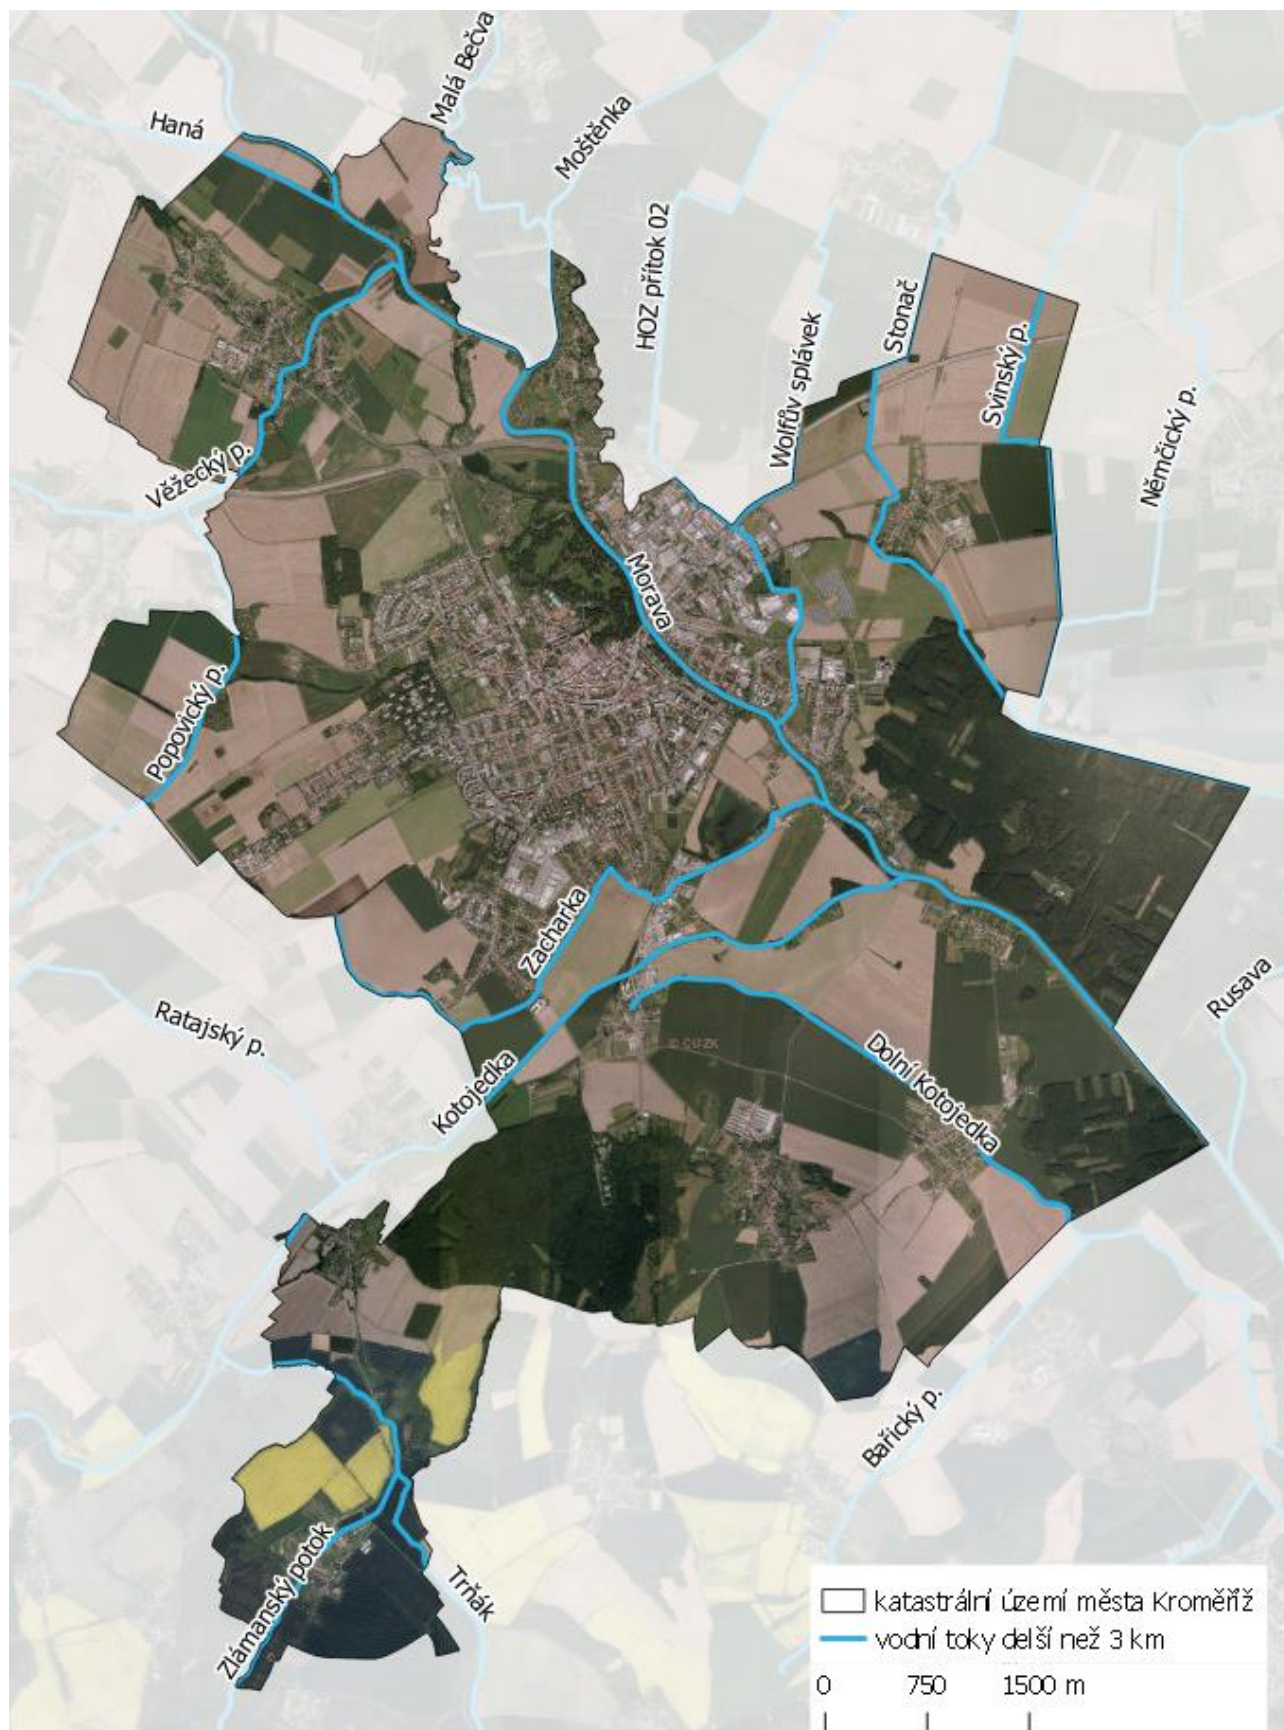 Malá Bečva
Haná
Moštěnka
HOZ přítok 02
Stonač
Wolfův splávek
Svinský p.
Němčický p.
Věžecký p.
Morava
Popovický p.
Zacharka
Rusava
Ratajský p.
© ČÚZK
Kotojedka
Dolní Kotojedka
Bařický p.
Zlámanský potok
Trňák
katastrální území města Kroměříž
vodní toky delší než 3 km
0 750 1500 m